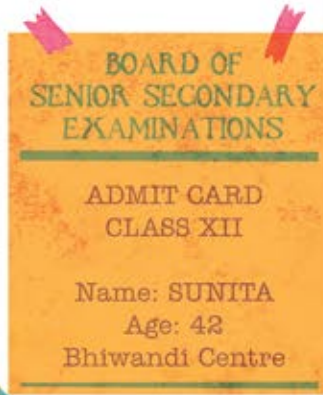 BOARD OF
SENIOR SECONDARY
EXAMINATIONS
ADMIT CARD
CLASS XII
Name: SUNITA
Age: 42
Bhiwandi Centre